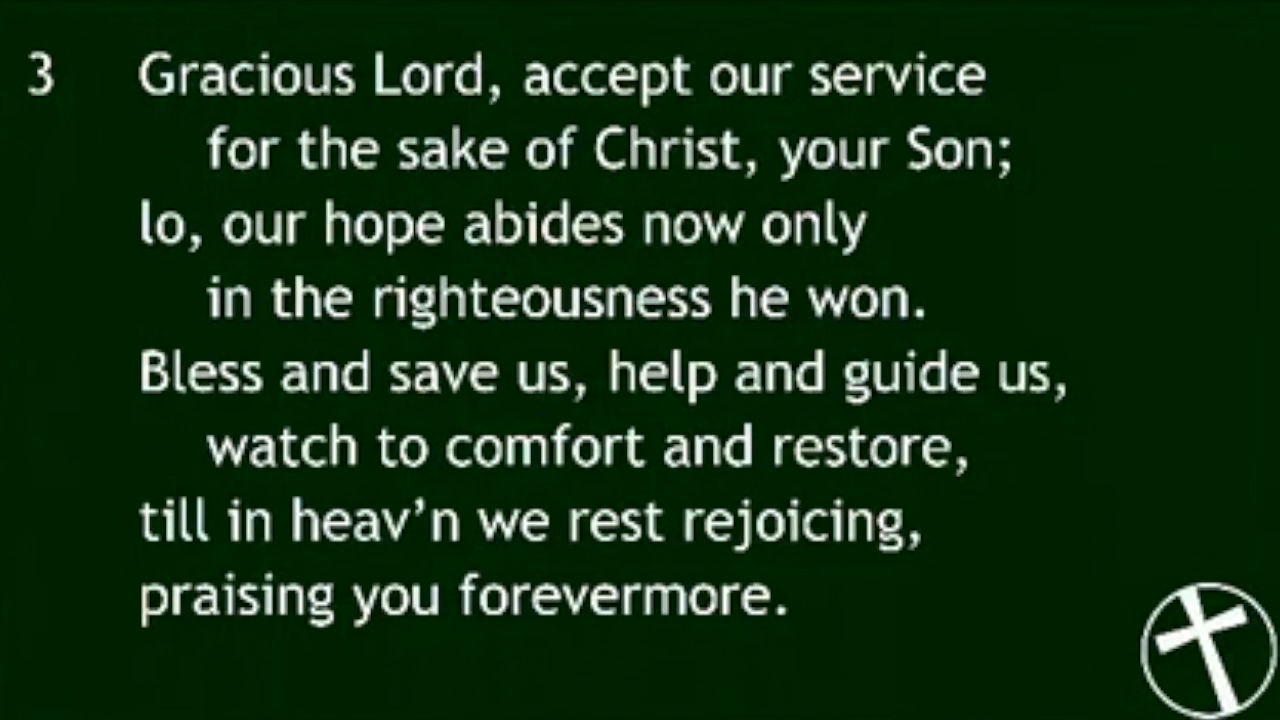 3 Gracious Lord, accept our service
for the sake of Christ, your Son;
lo, our hope abides now only
in the righteousness he won.
Bless and save us, help and guide us,
watch to comfort and restore,
till in heav’n we rest rejoicing,
praising you forevermore.